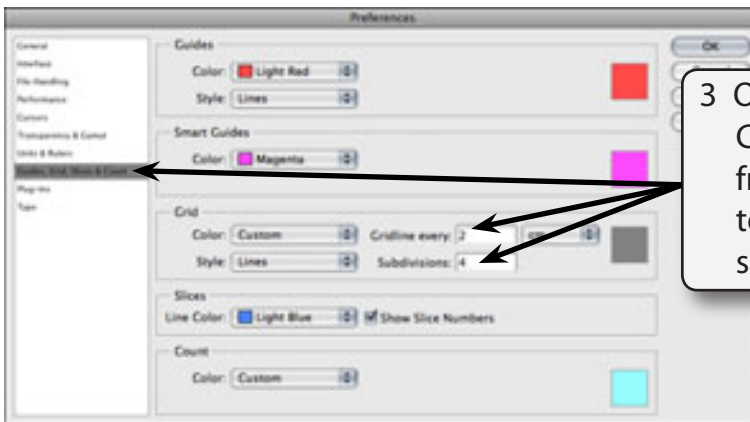 Preferences
General
Interface
File Handling
Performance
Cursors
Transparency & Gamut
Units & Rulers
Guides, Grid, Slices & Count
Plug-Ins
Type
Guides
Color: Light Red
Style: Lines
Smart Guides
Color: Magenta
Grid
Color: Custom Gridline every: 2 cm
Style: Lines Subdivisions: 4
Slices
Line Color: Light Blue Show Slice Numbers
Count
Color: Custom
OK
3